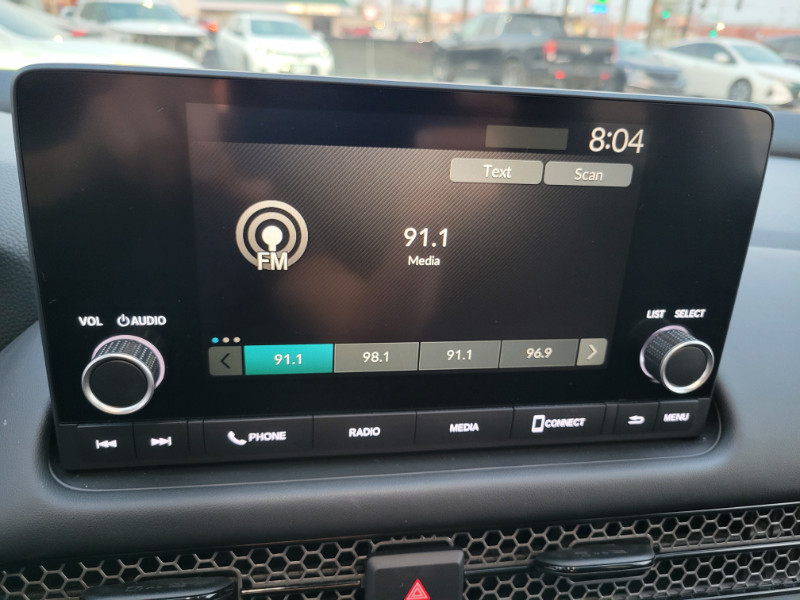 8:04
Text Scan
91.1
FM
Media
VOL AUDIO
LIST SELECT
91.1 98.1 91.1 96.9
PHONE RADIO MEDIA CONNECT MENU